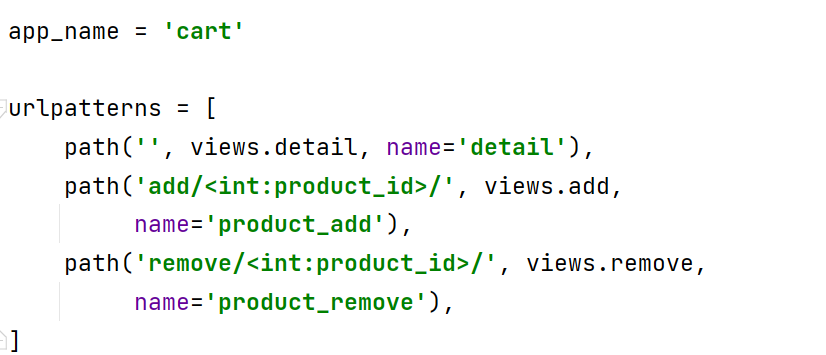 app_name = 'cart'
urlpatterns = [
    path('', views.detail, name='detail'),
    path('add/<int:product_id>/', views.add,
         name='product_add'),
    path('remove/<int:product_id>/', views.remove,
         name='product_remove'),
]